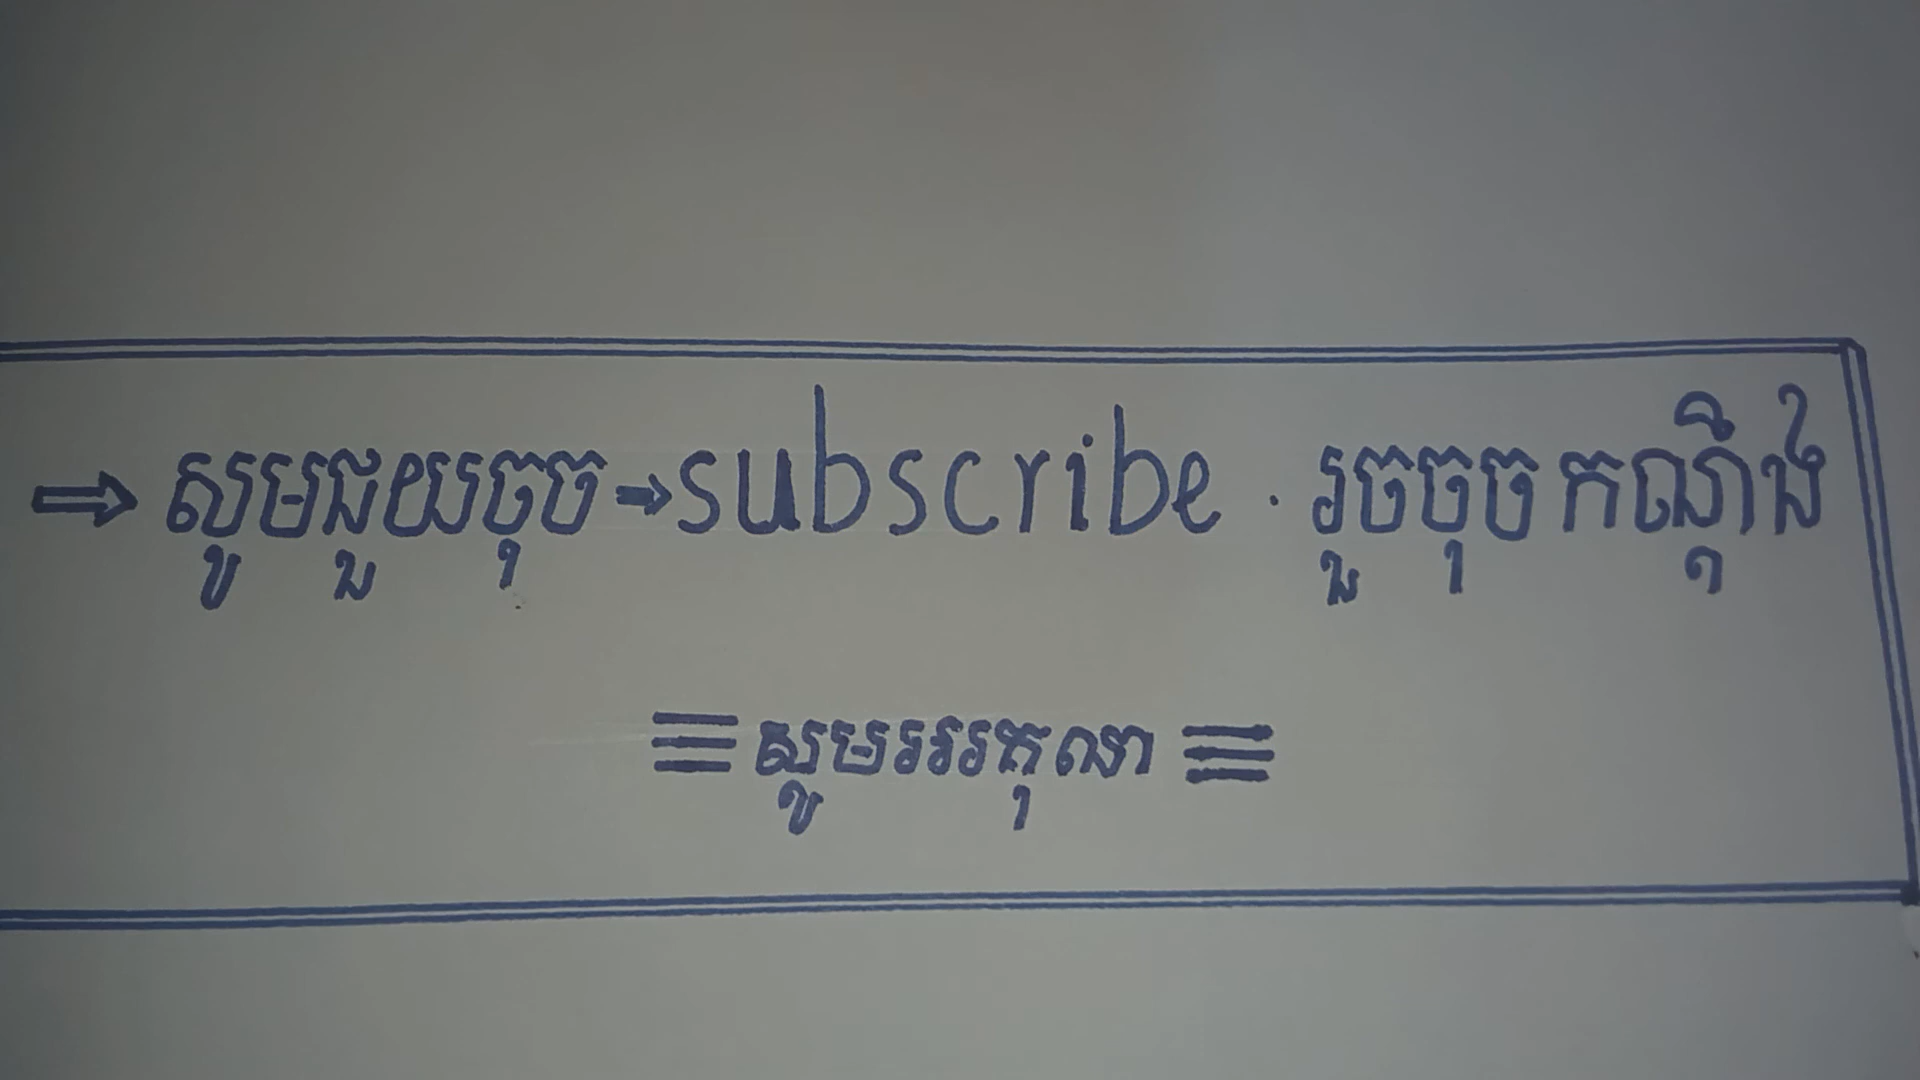 ⇒ សូមជួយចុច → subscribe . រួចចុច កណ្ដឹង់
≡ សូមអរគុណ ≡